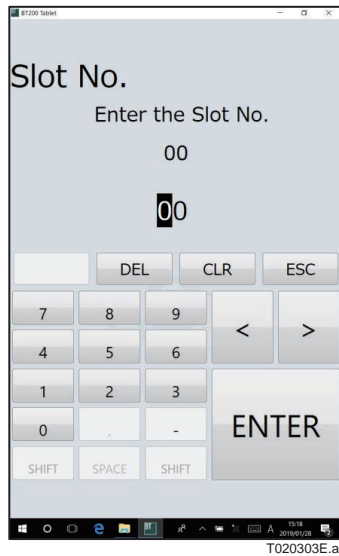 BT200 Tablet
Slot No.
Enter the Slot No.
00
00
DEL CLR ESC
7 8 9 < >
4 5 6
1 2 3 ENTER
0 . -
SHIFT SPACE SHIFT
BT A 15:18
2019/01/28
T020303E.a